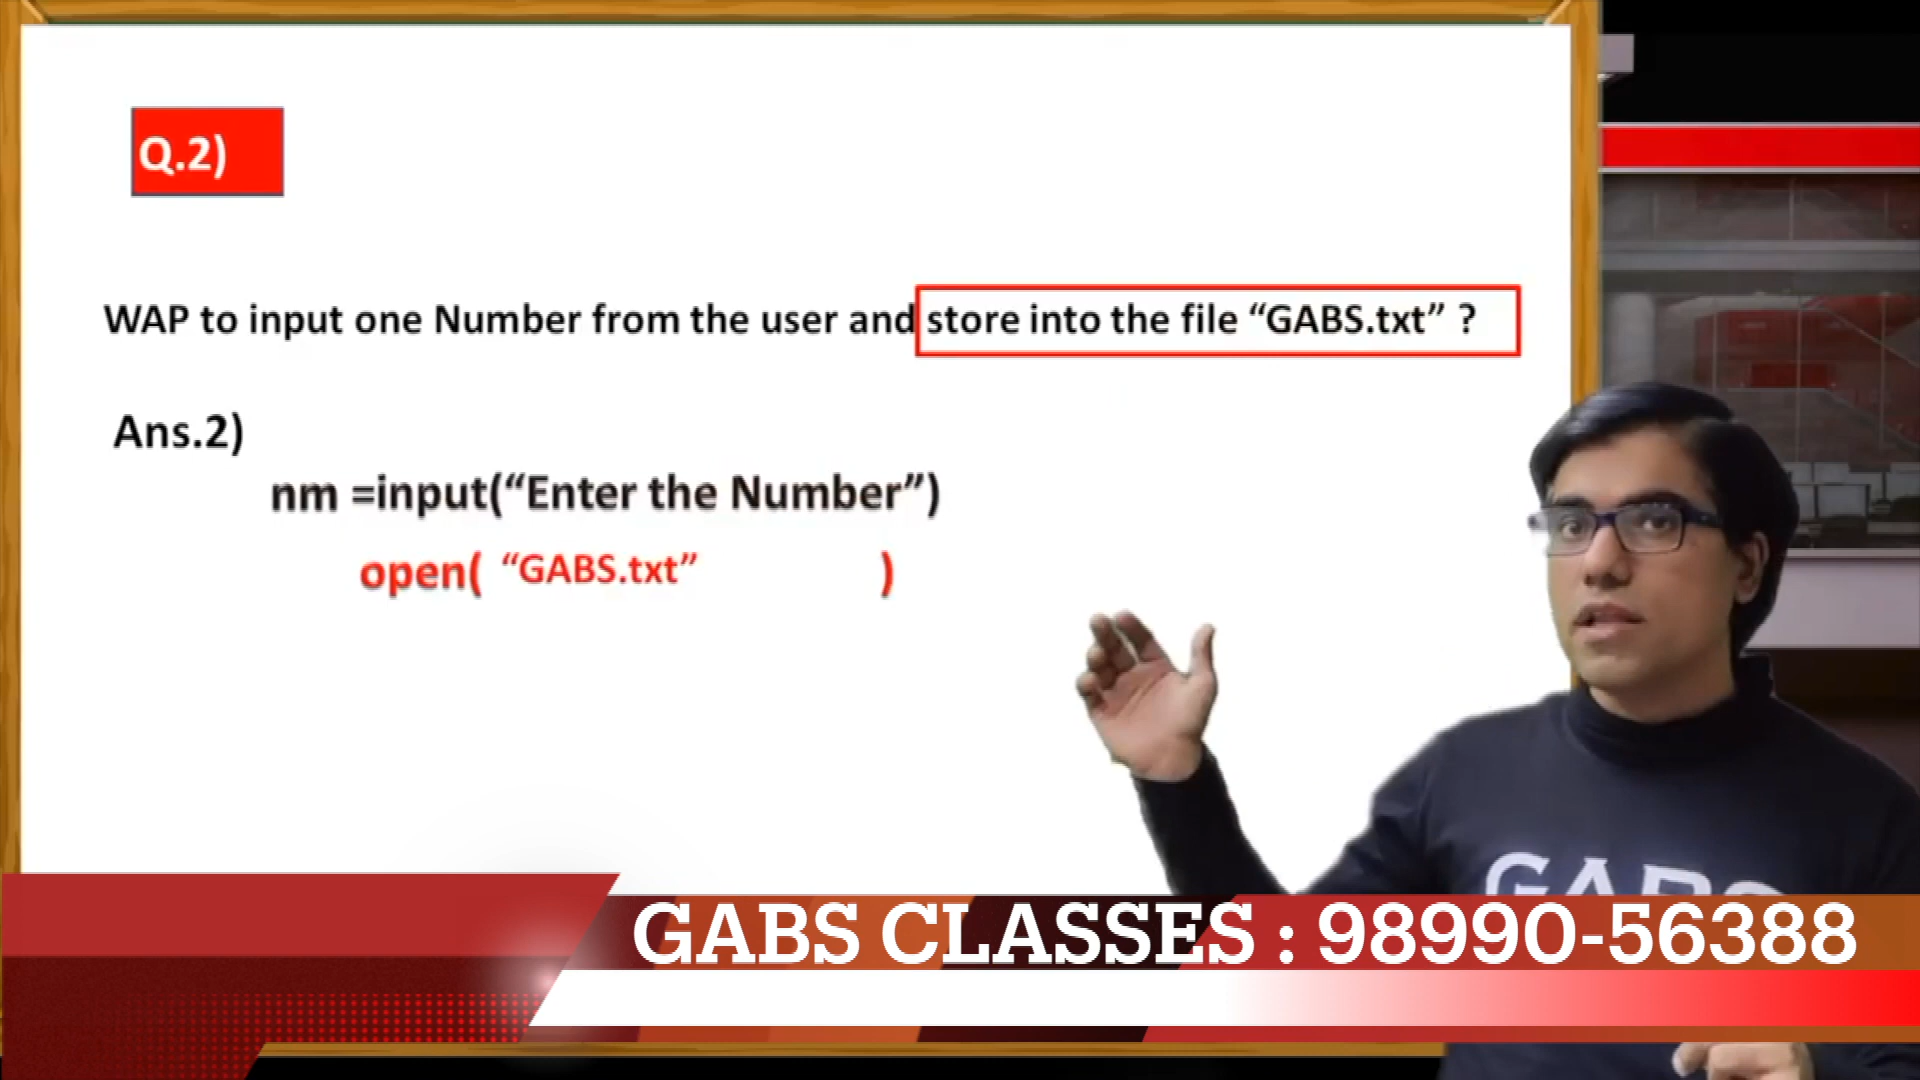 Q.2)
WAP to input one Number from the user and store into the file “GABS.txt” ?
Ans.2)
nm =input(“Enter the Number”)
open( “GABS.txt” )
GABS
GABS CLASSES : 98990-56388